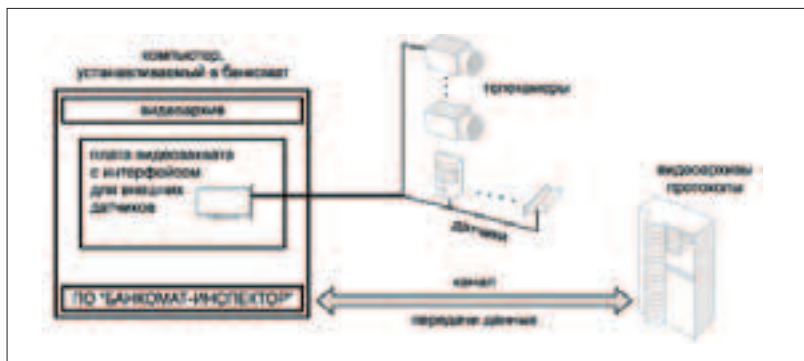 компьютер,
устанавливаемый в банкомат
видеоархив
плата видеозахвата
с интерфейсом
для внешних
датчиков
ПО "БАНКОМАТ-ИНСПЕКТОР"
телекамеры
датчики
видеоархивы
протоколы
канал
передачи данных